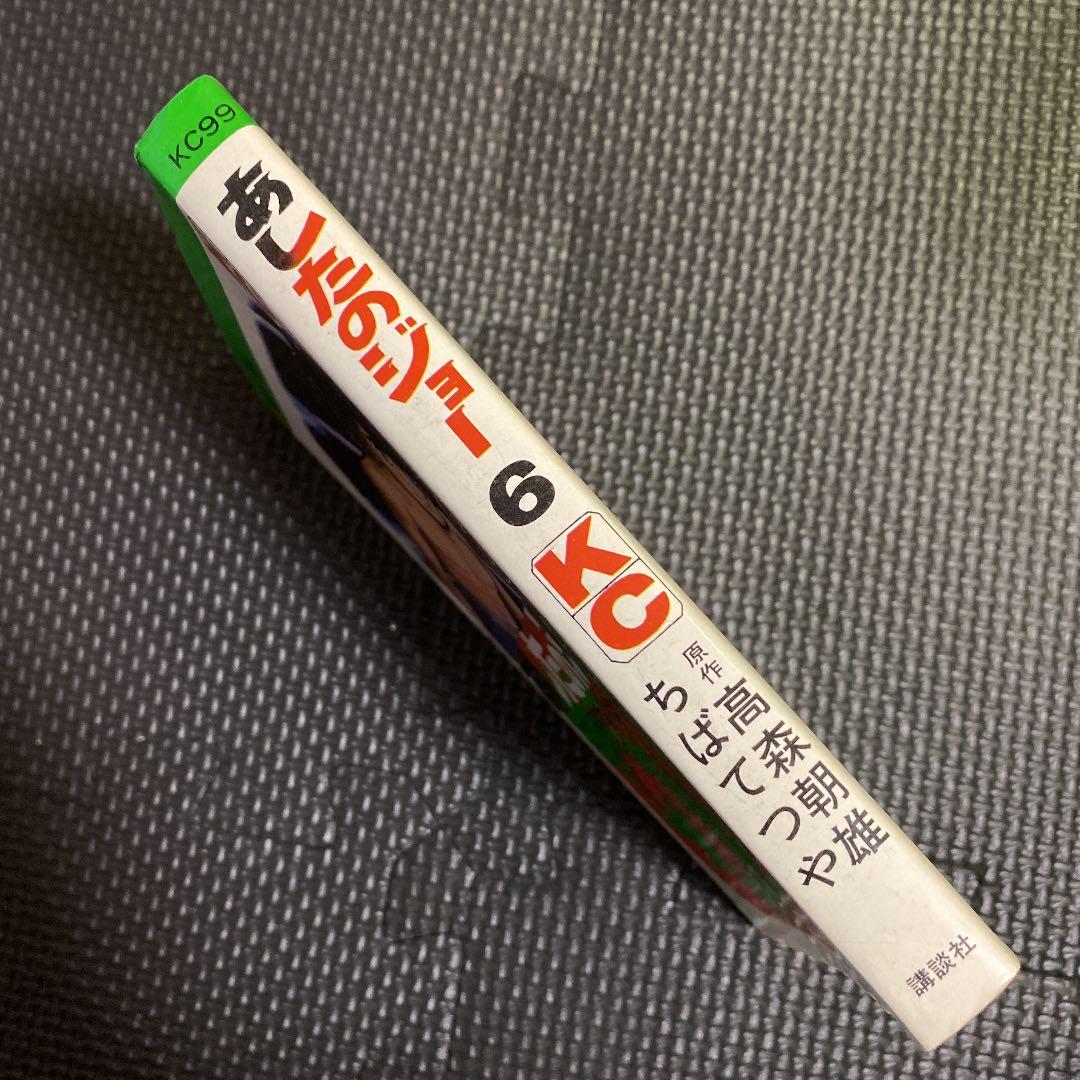 KC99
あしたのジョー 6
KC
原作 高森朝雄
ちばてつや
講談社